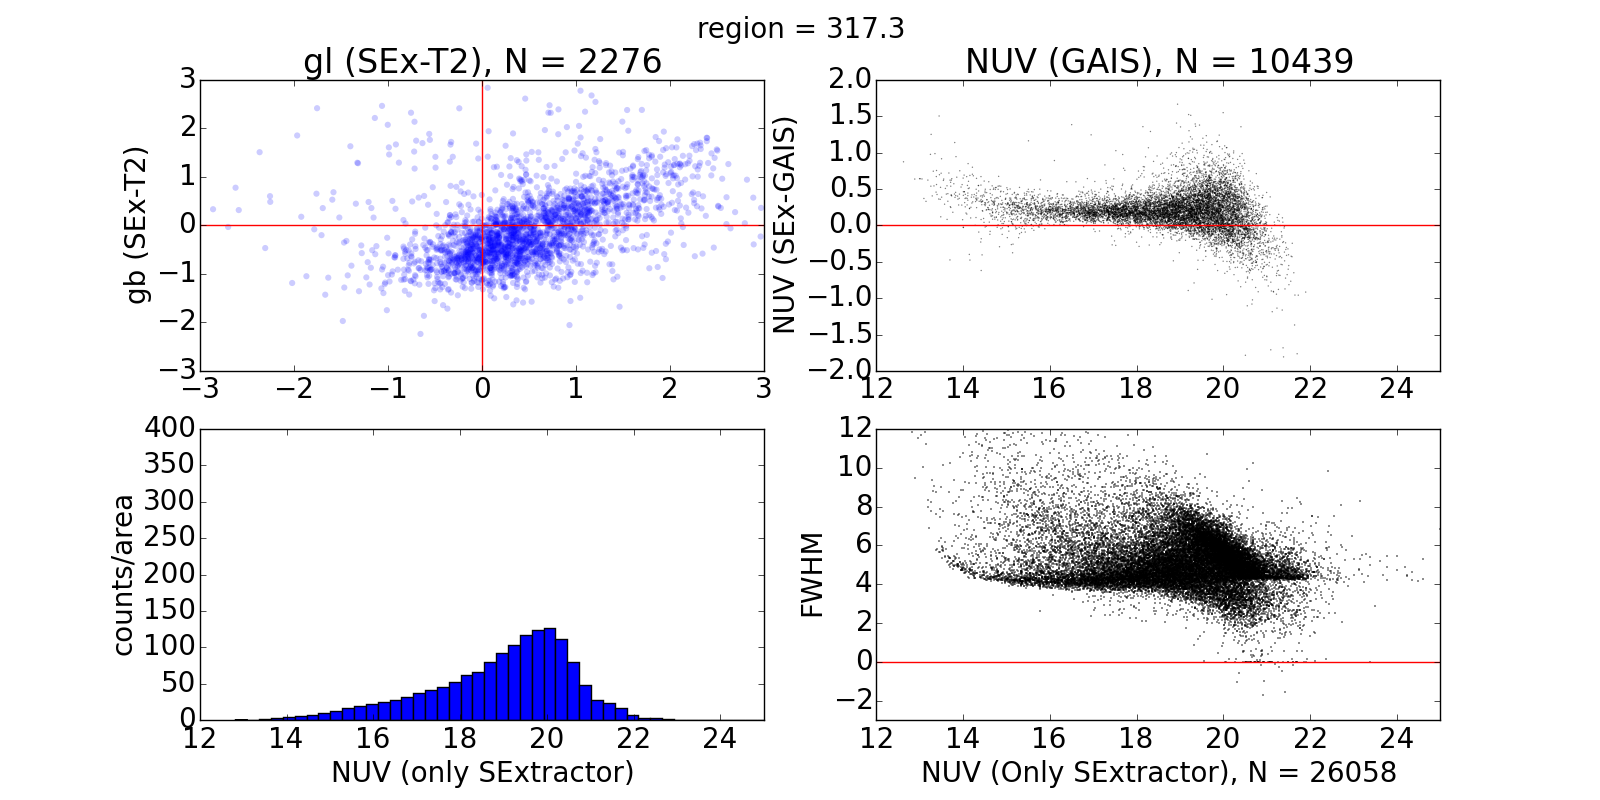 region = 317.3
gl (SEx-T2), N = 2276
NUV (GAIS), N = 10439
gb (SEx-T2)
3
2
1
0
−1
−2
−3
−3 −2 −1 0 1 2 3
NUV (SEx-GAIS)
2.0
1.5
1.0
0.5
0.0
−0.5
−1.0
−1.5
−2.0
12 14 16 18 20 22 24
counts/area
400
350
300
250
200
150
100
50
0
12 14 16 18 20 22 24
NUV (only SExtractor)
FWHM
12
10
8
6
4
2
0
−2
12 14 16 18 20 22 24
NUV (Only SExtractor), N = 26058